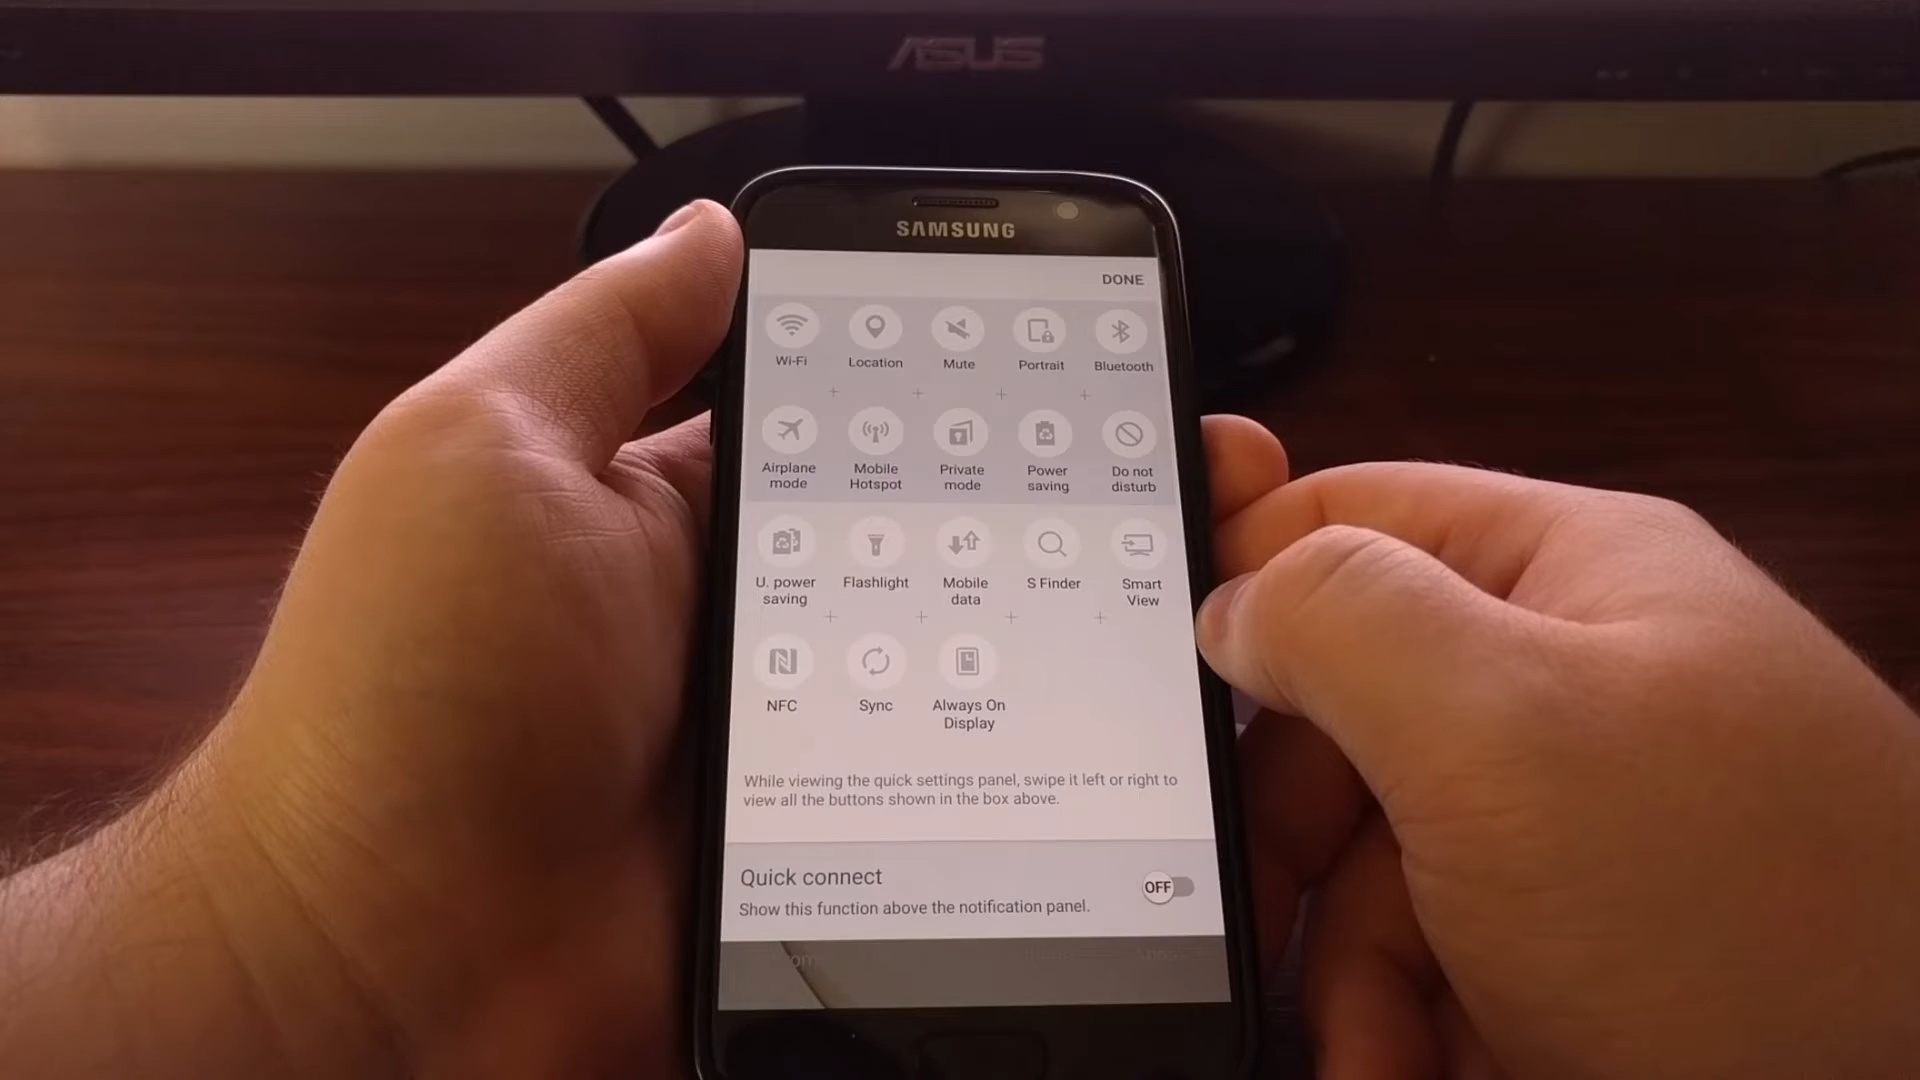 ASUS
SAMSUNG
DONE
Wi-Fi
Location
Mute
Portrait
Bluetooth
Airplane
mode
Mobile
Hotspot
Private
mode
Power
saving
Do not
disturb
U. power
saving
Flashlight
Mobile
data
S Finder
Smart
View
NFC
Sync
Always On
Display
While viewing the quick settings panel, swipe it left or right to
view all the buttons shown in the box above.
Quick connect
OFF
Show this function above the notification panel.